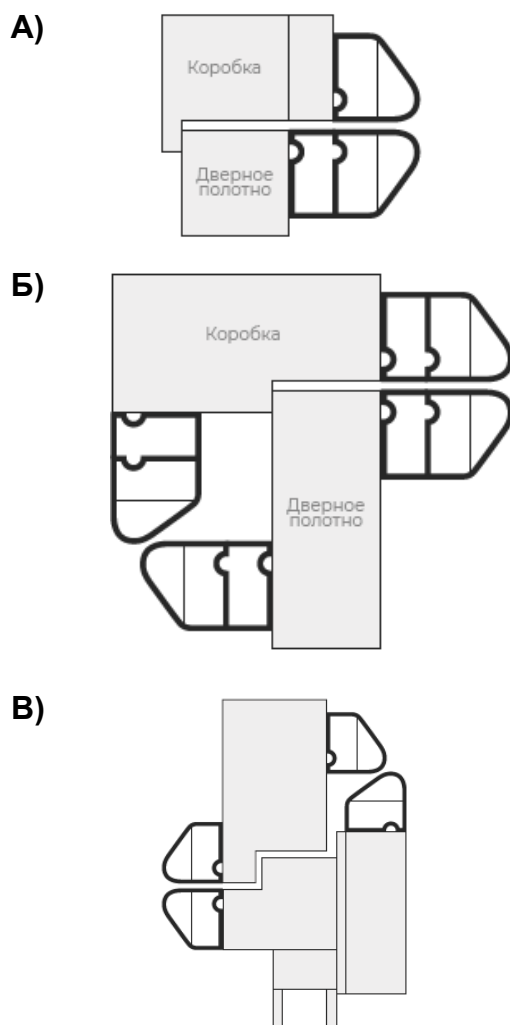 А)
Коробка
Дверное
полотно
Б)
Коробка
Дверное
полотно
В)